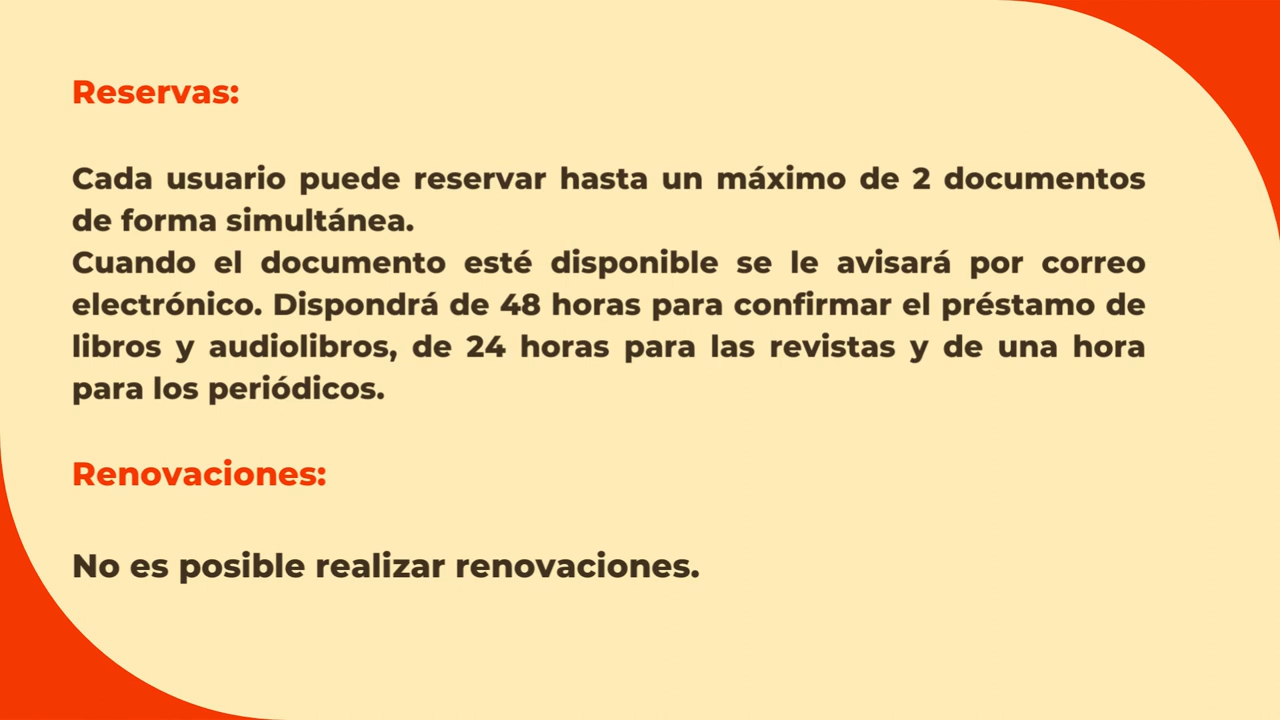 Reservas:
Cada usuario puede reservar hasta un máximo de 2 documentos
de forma simultánea.
Cuando el documento esté disponible se le avisará por correo
electrónico. Dispondrá de 48 horas para confirmar el préstamo de
libros y audiolibros, de 24 horas para las revistas y de una hora
para los periódicos.
Renovaciones:
No es posible realizar renovaciones.